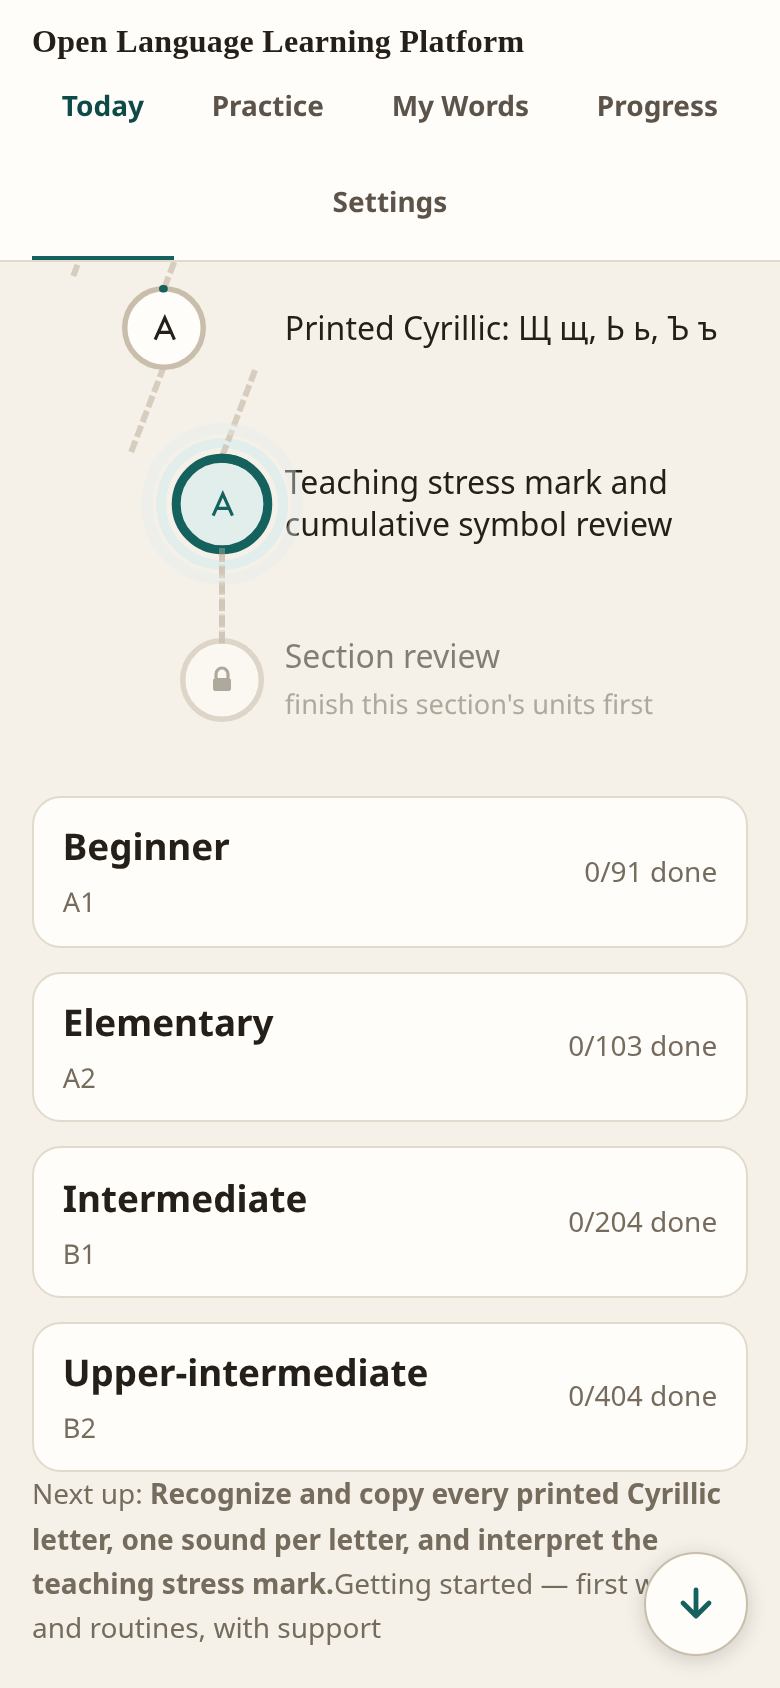 Open Language Learning Platform
Today
Practice
My Words
Progress
Settings
A
Printed Cyrillic: Щ щ, Ь ь, Ъ ъ
A
Teaching stress mark and
cumulative symbol review
Section review
finish this section's units first
Beginner
A1
0/91 done
Elementary
A2
0/103 done
Intermediate
B1
0/204 done
Upper-intermediate
B2
0/404 done
Next up: Recognize and copy every printed Cyrillic
letter, one sound per letter, and interpret the
teaching stress mark.Getting started — first
and routines, with support